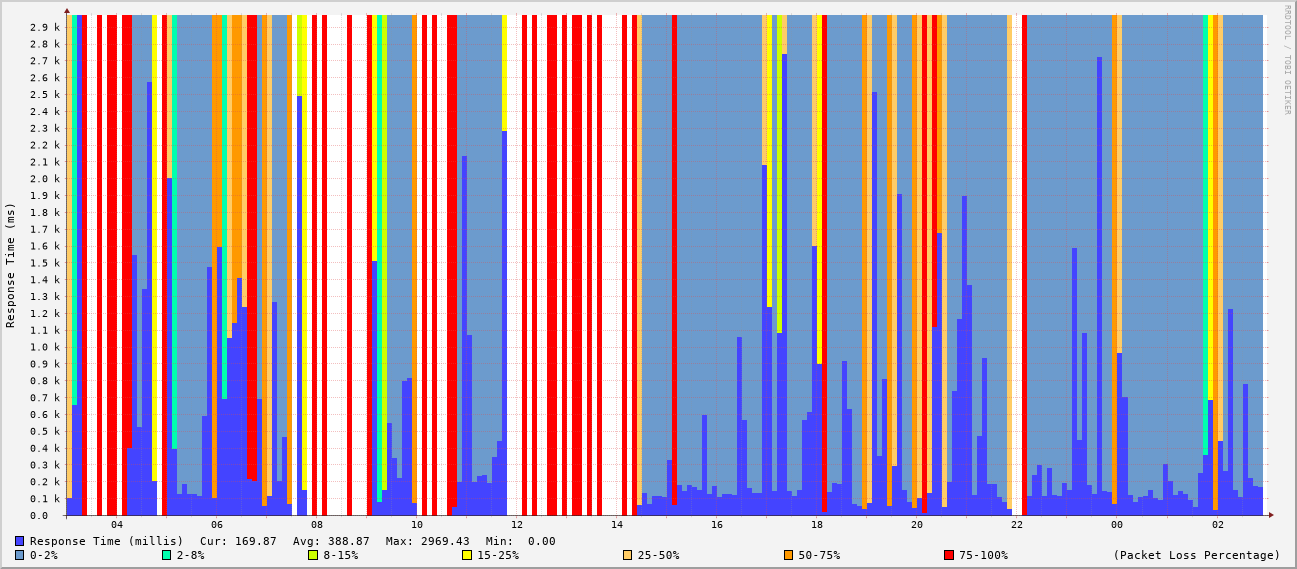 RRDTOOL / TOBI OETIKER
Response Time (ms)
2.9 k
2.8 k
2.7 k
2.6 k
2.5 k
2.4 k
2.3 k
2.2 k
2.1 k
2.0 k
1.9 k
1.8 k
1.7 k
1.6 k
1.5 k
1.4 k
1.3 k
1.2 k
1.1 k
1.0 k
0.9 k
0.8 k
0.7 k
0.6 k
0.5 k
0.4 k
0.3 k
0.2 k
0.1 k
0.0
04 06 08 10 12 14 16 18 20 22 00 02
Response Time (millis) Cur: 169.87 Avg: 388.87 Max: 2969.43 Min: 0.00
0-2% 2-8% 8-15% 15-25% 25-50% 50-75% 75-100% (Packet Loss Percentage)